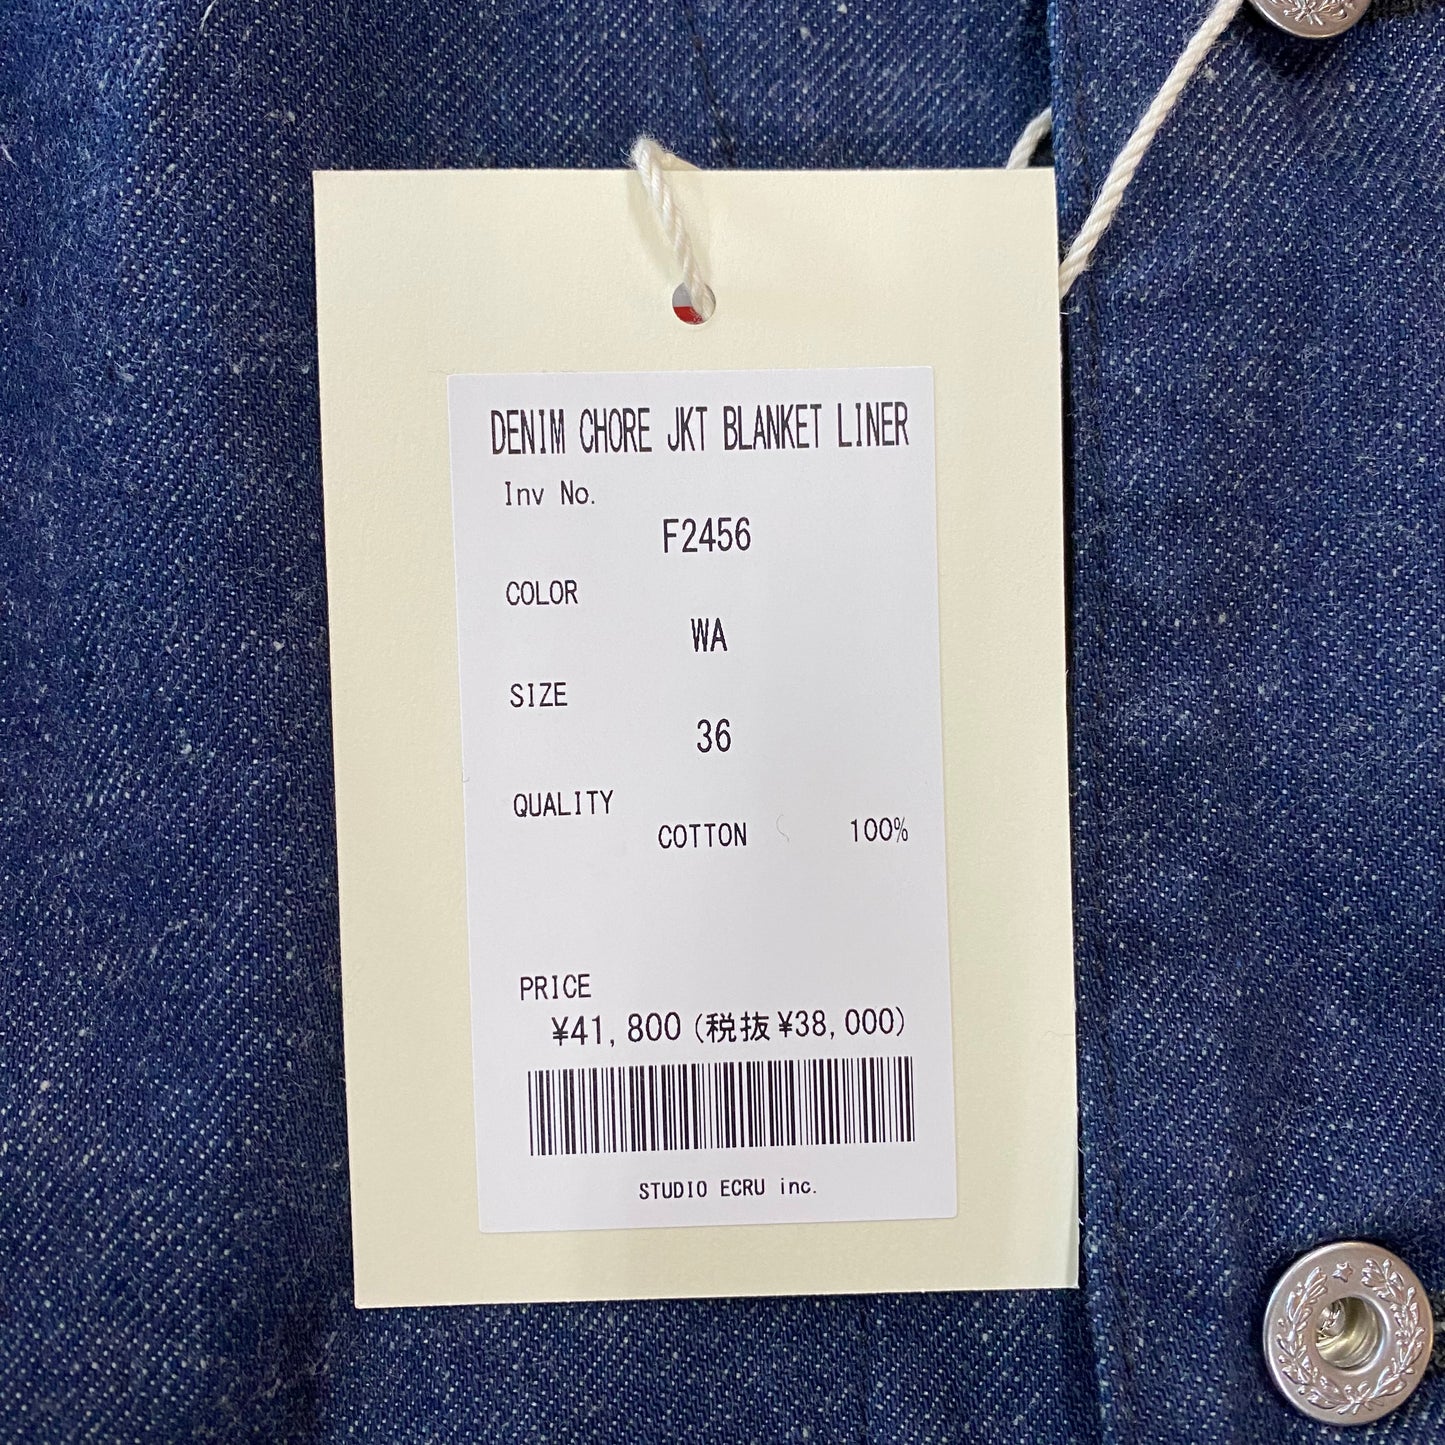 DENIM CHORE JKT BLANKET LINER
Inv No.
F2456
COLOR
WA
SIZE
36
QUALITY
COTTON 100%
PRICE
¥41,800(税抜¥38,000)
STUDIO ECRU inc.